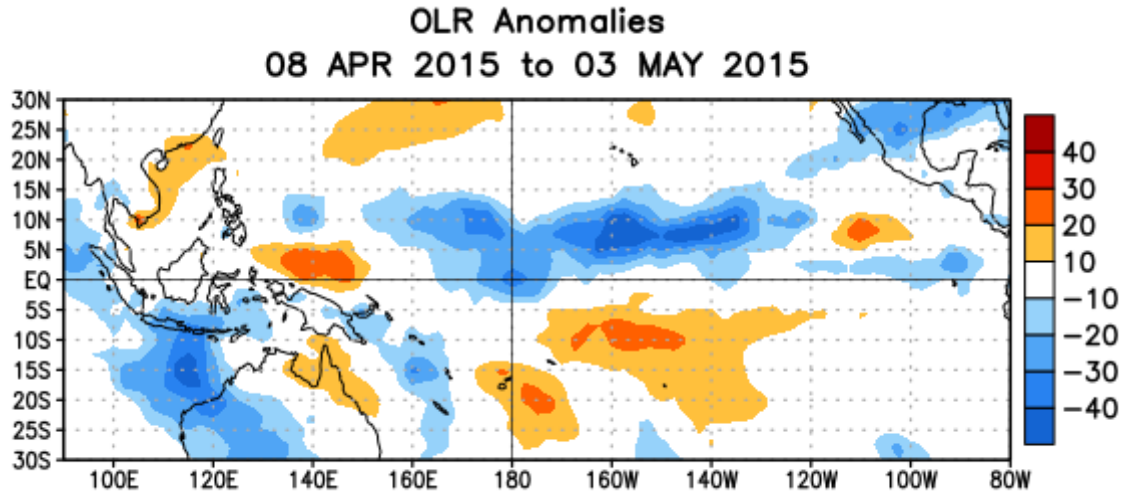 OLR Anomalies
08 APR 2015 to 03 MAY 2015
30N
25N
20N
15N
10N
5N
EQ
5S
10S
15S
20S
25S
30S
100E 120E 140E 160E 180 160W 140W 120W 100W 80W
40
30
20
10
−10
−20
−30
−40